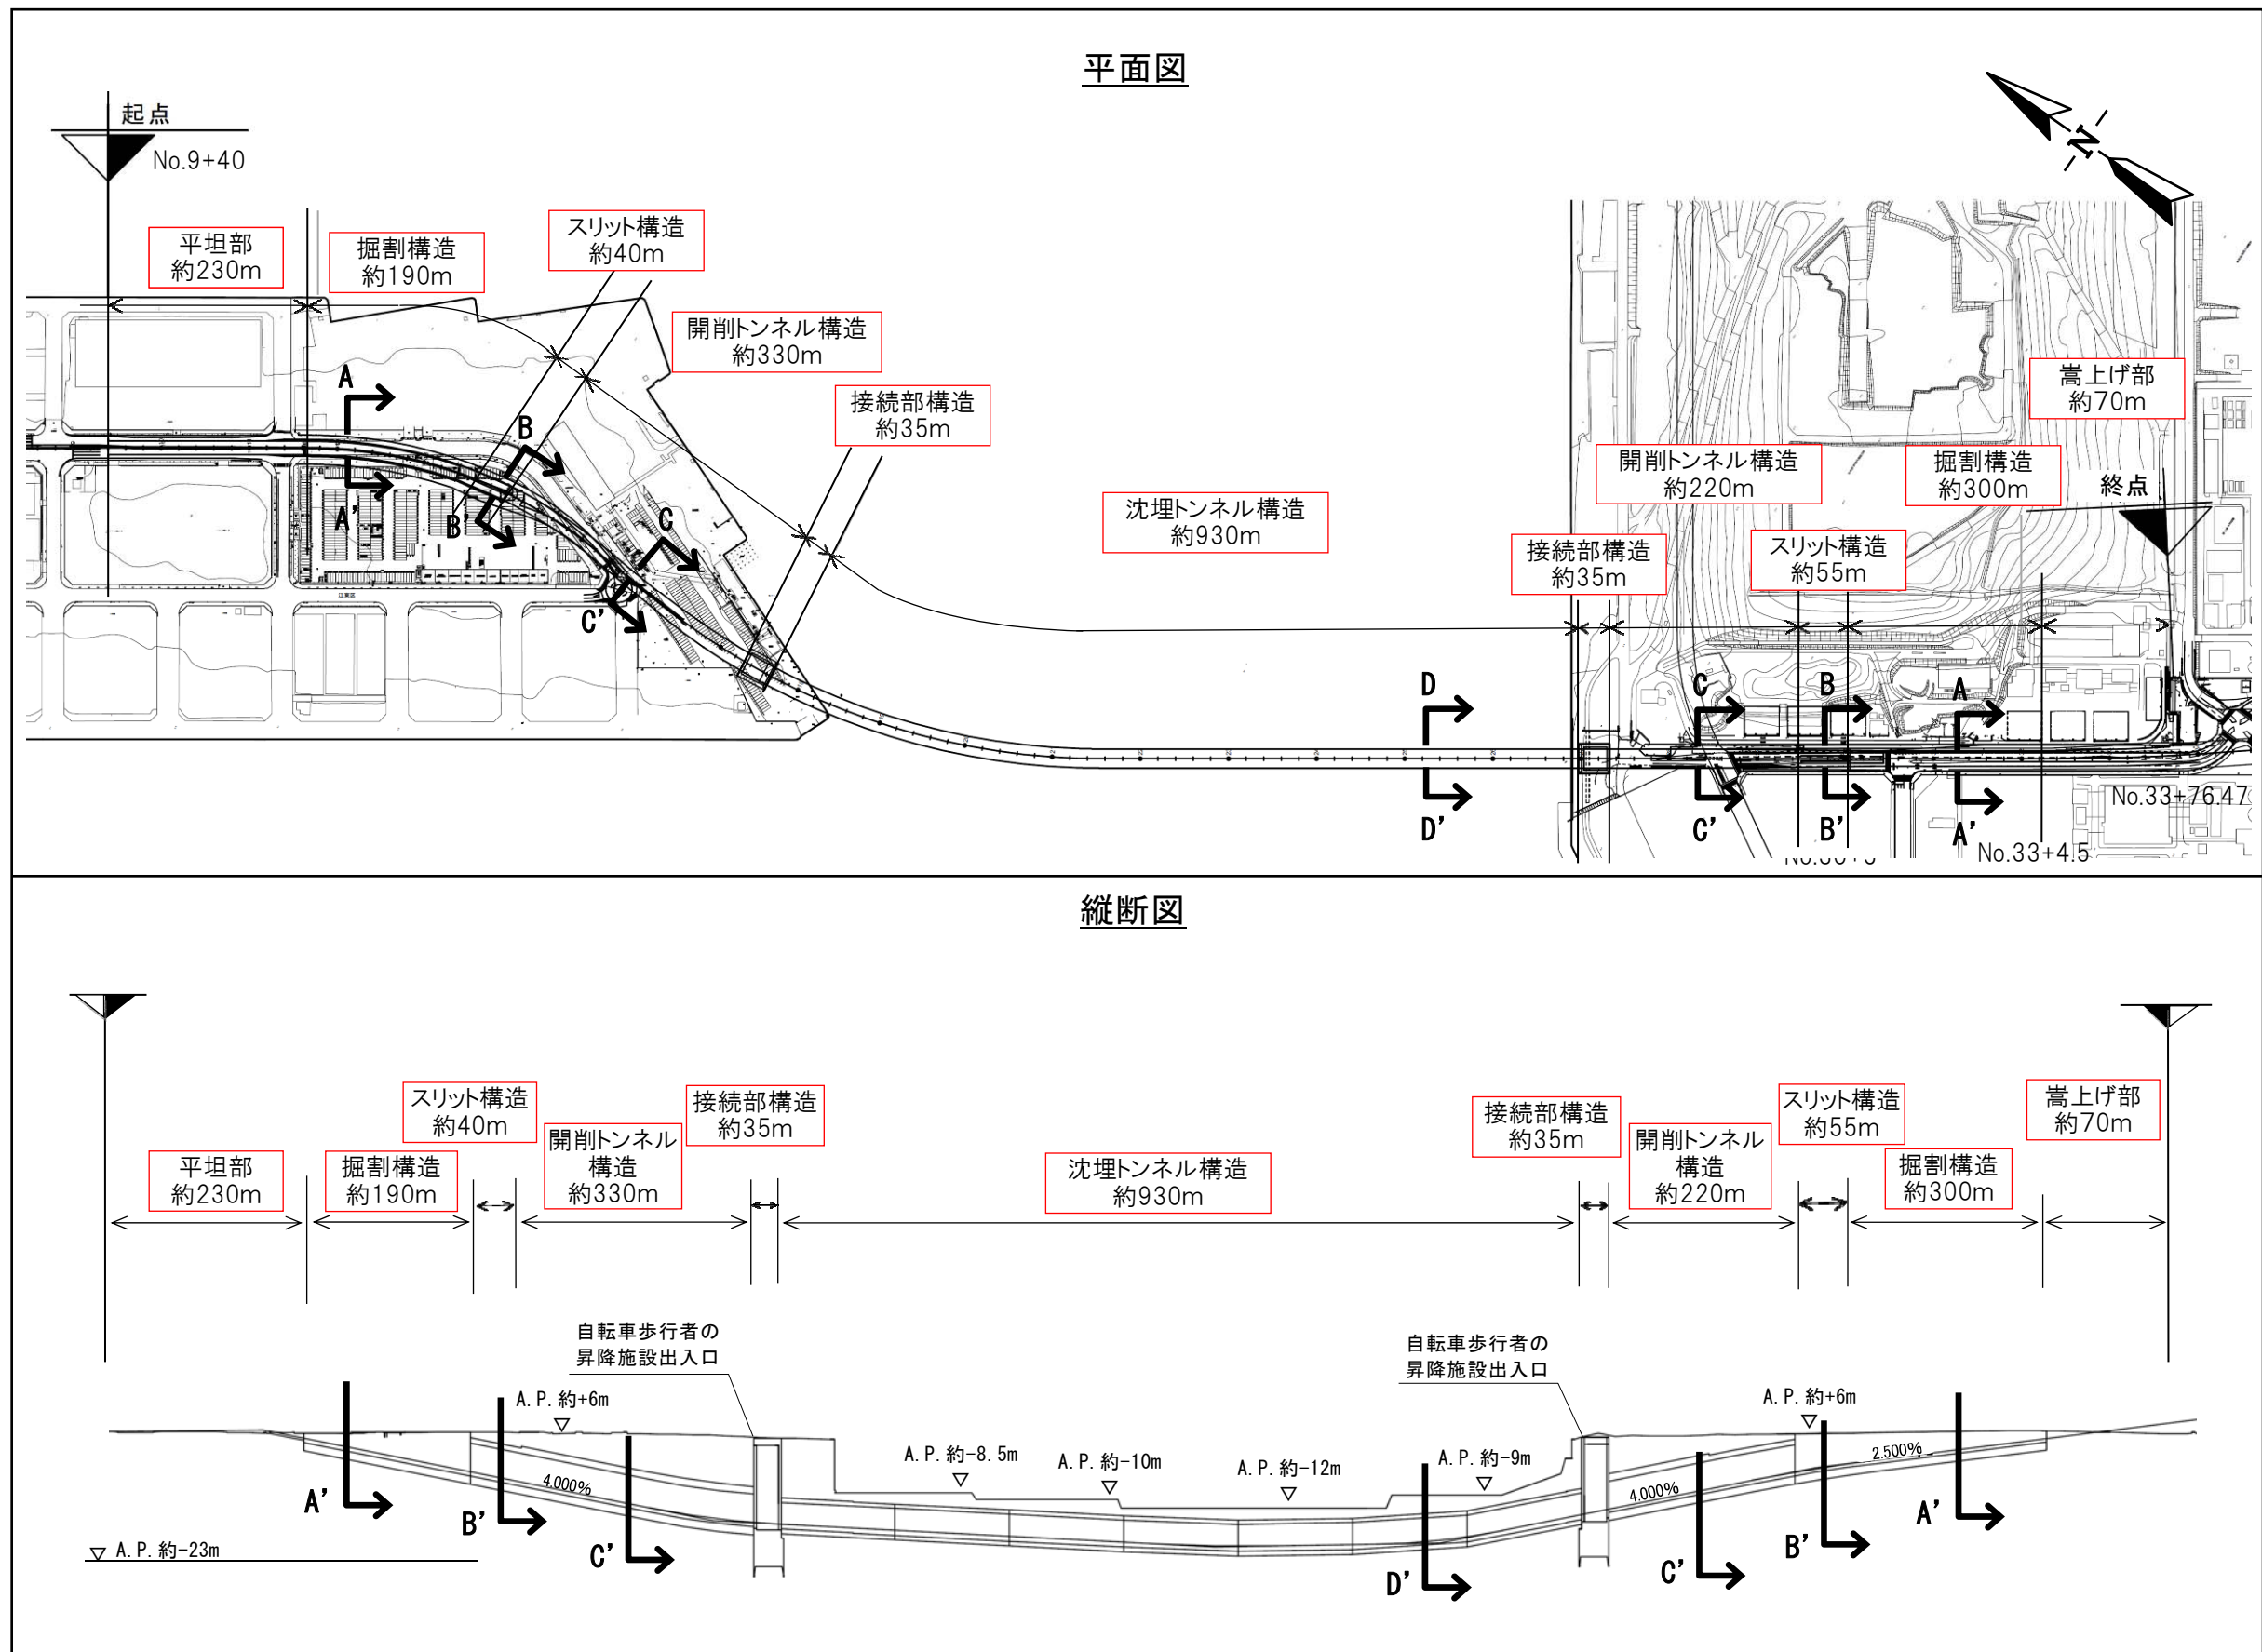 平面図
起点
No.9+40
N
スリット構造
約40m
平坦部
約230m
掘割構造
約190m
開削トンネル構造
約330m
接続部構造
約35m
嵩上げ部
約70m
開削トンネル構造
約220m
掘割構造
約300m
終点
沈埋トンネル構造
約930m
接続部構造
約35m
スリット構造
約55m
A
B
A'
B'
C
C'
江東区
D
C
B
A
D'
C'
B'
A'
No.33+76.47
No.33+4.5
縦断図
スリット構造
約40m
接続部構造
約35m
接続部構造
約35m
スリット構造
約55m
嵩上げ部
約70m
平坦部
約230m
掘割構造
約190m
開削トンネル
構造
約330m
沈埋トンネル構造
約930m
開削トンネル
構造
約220m
掘割構造
約300m
自転車歩行者の
昇降施設出入口
自転車歩行者の
昇降施設出入口
A.P.約+6m
A.P.約+6m
A.P.約-8.5m
A.P.約-10m
A.P.約-12m
A.P.約-9m
4.000%
4.000%
2.500%
A'
B'
C'
D'
C'
B'
A'
A.P.約-23m